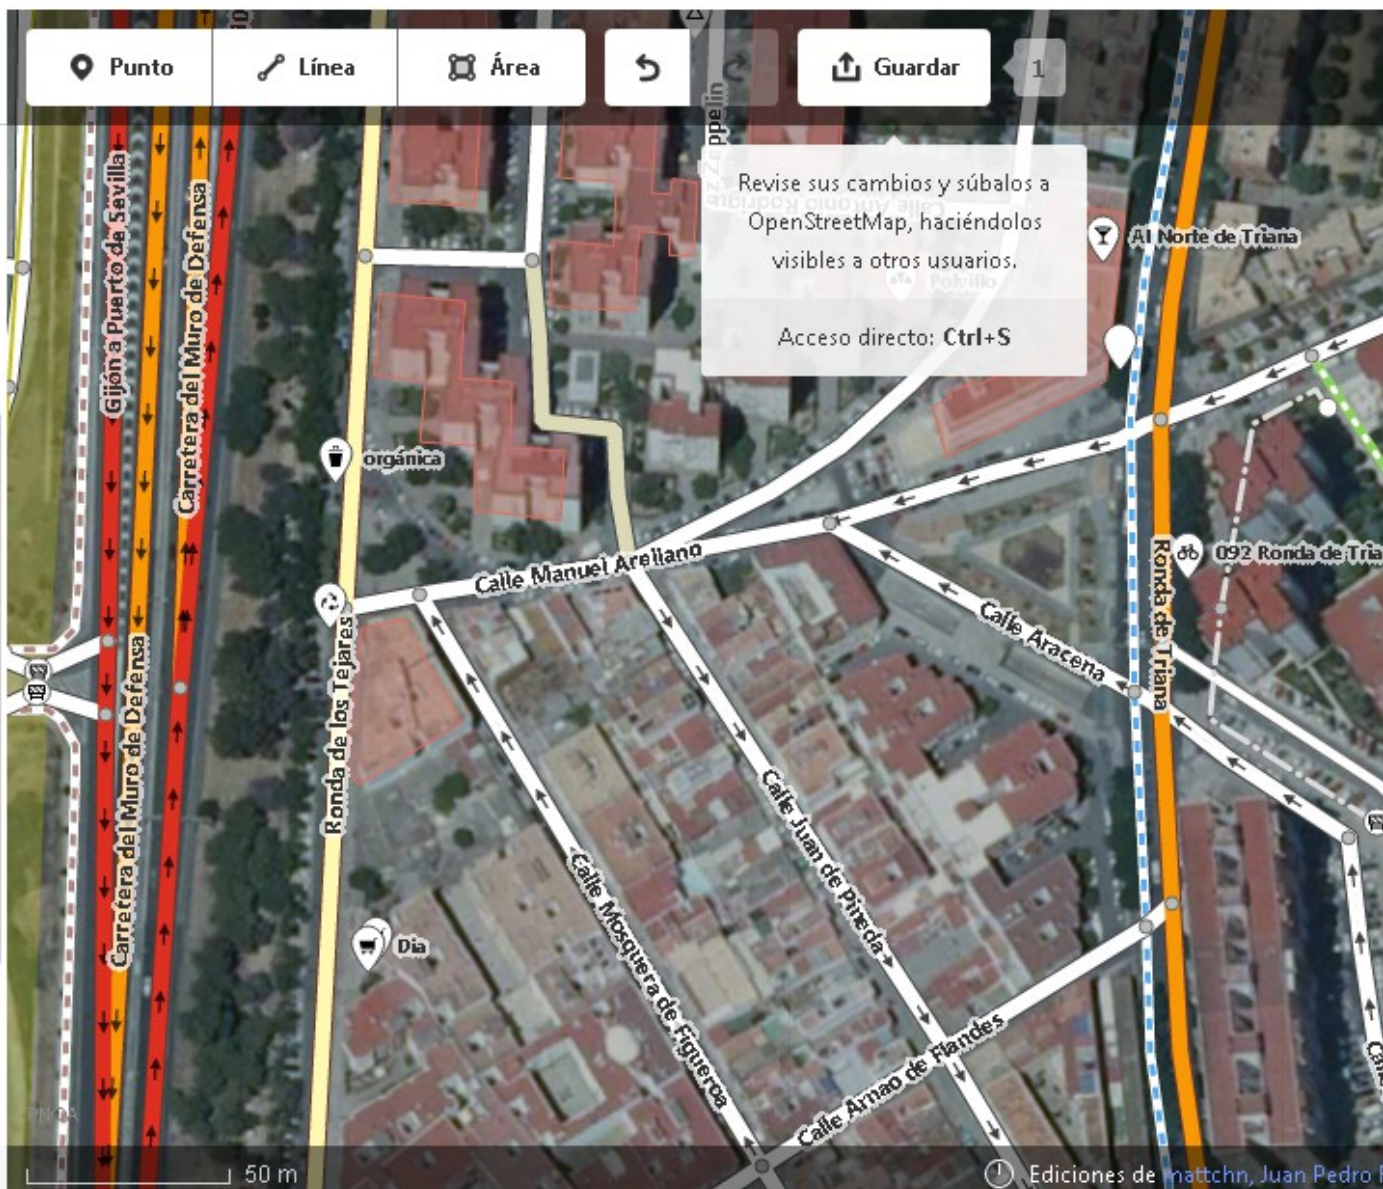 Punto
Línea
Área
Guardar
1
Revise sus cambios y súbalos a
OpenStreetMap, haciéndolos
visibles a otros usuarios.
Acceso directo: Ctrl+S
Gijón a Puerto de Sevilla
Carretera del Muro de Defensa
Al Norte de Triana
Polvillo
orgánica
Calle Manuel Arellano
092 Ronda de Tria
Ronda de Triana
Calle Aracena
Ronda de los Tejares
Carretera del Muro de Defensa
Calle Juan de Pineda
Calle Mosquera de Figueroa
Dia
Calle Arnao de Flandes
PNOA
50 m
Ediciones de mattchn, Juan Pedro